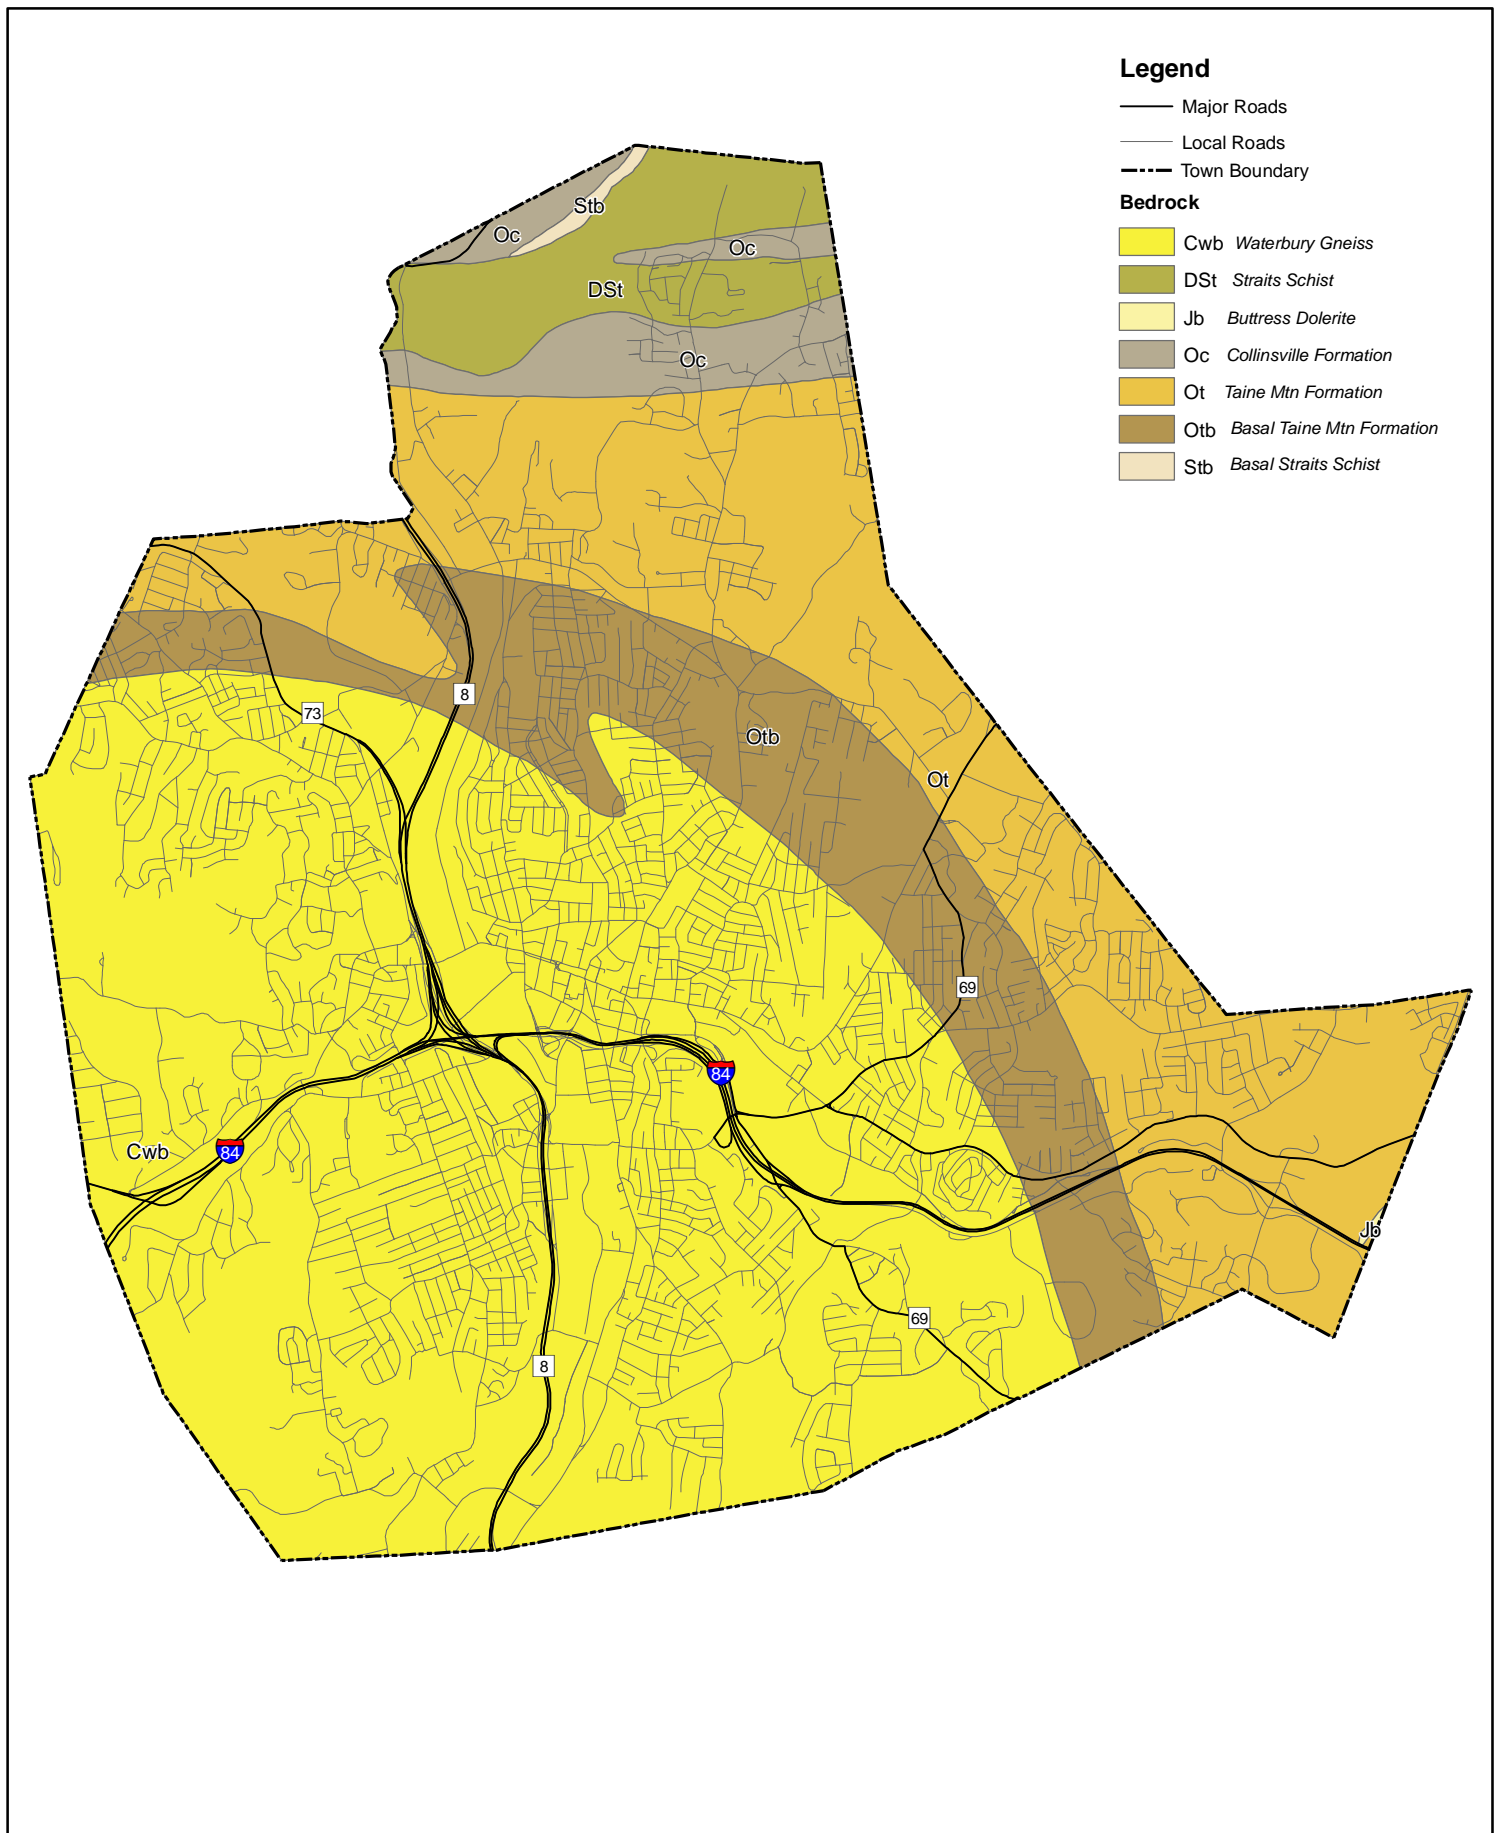 Legend
Major Roads
Local Roads
Town Boundary
Bedrock
Cwb Waterbury Gneiss
DSt Straits Schist
Jb Buttress Dolerite
Oc Collinsville Formation
Ot Taine Mtn Formation
Otb Basal Taine Mtn Formation
Stb Basal Straits Schist
Stb
Oc
Oc
DSt
Oc
8
73
Otb
Ot
69
84
Cwb
84
Jb
69
8